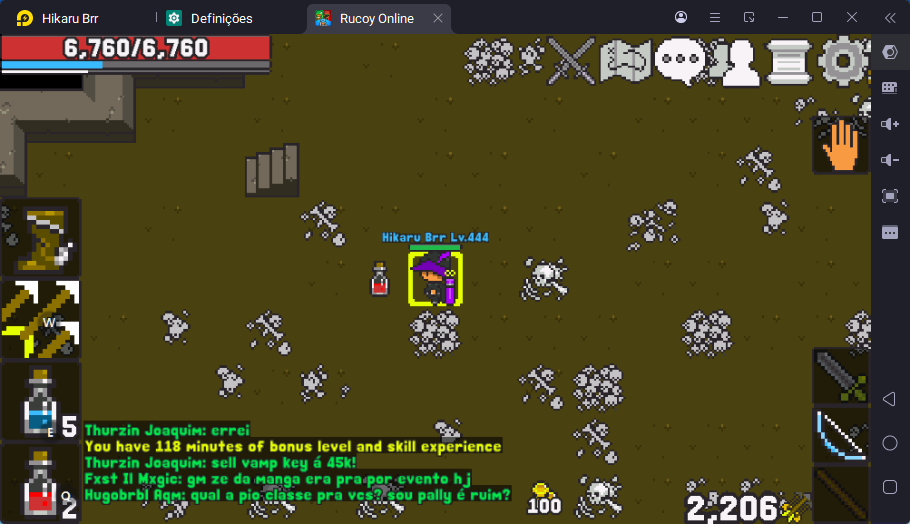 Hikaru Brr
Definições
Rucoy Online
6,760/6,760
Hikaru Brr Lv.444
W
E
5
Q
2
Thurzin Joaquim: errei
You have 118 minutes of bonus level and skill experience
Thurzin Joaquim: sell vamp key á 45k!
Fxst Il Mxgic: gm ze da manga era pra por evento hj
Hugobrbl Aqm: qual a pio classe pra vcs? sou pally é ruim?
100
2,206